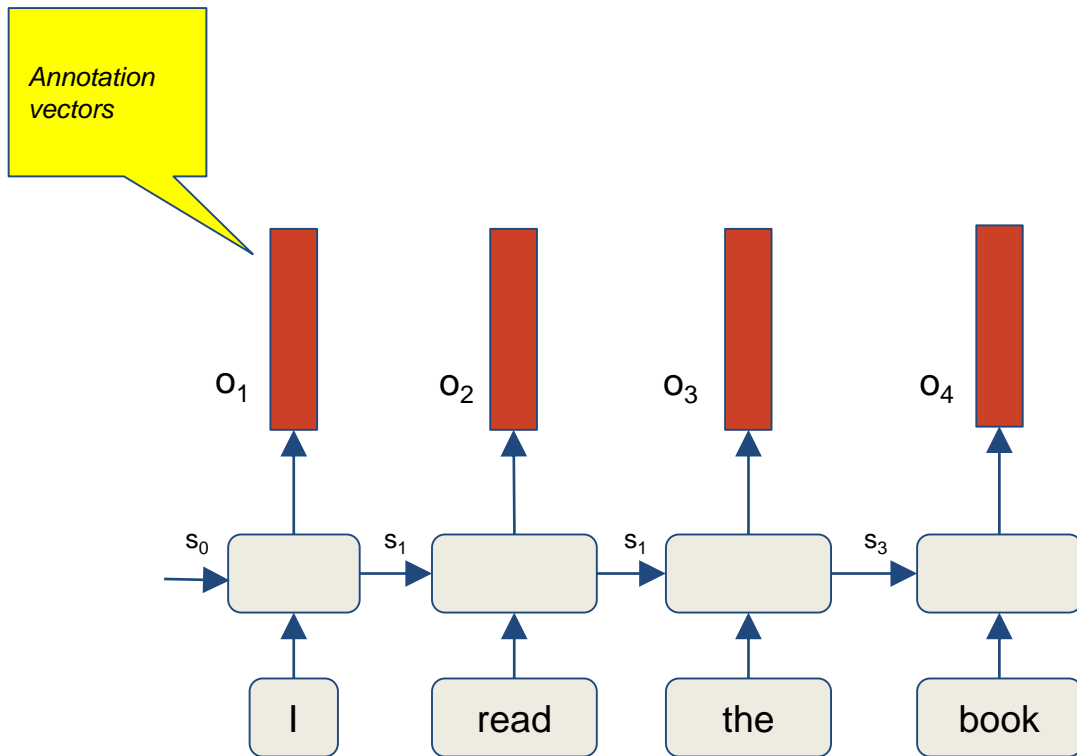 Annotation
vectors
o₁
o₂
o₃
o₄
s₀
s₁
s₁
s₃
I
read
the
book